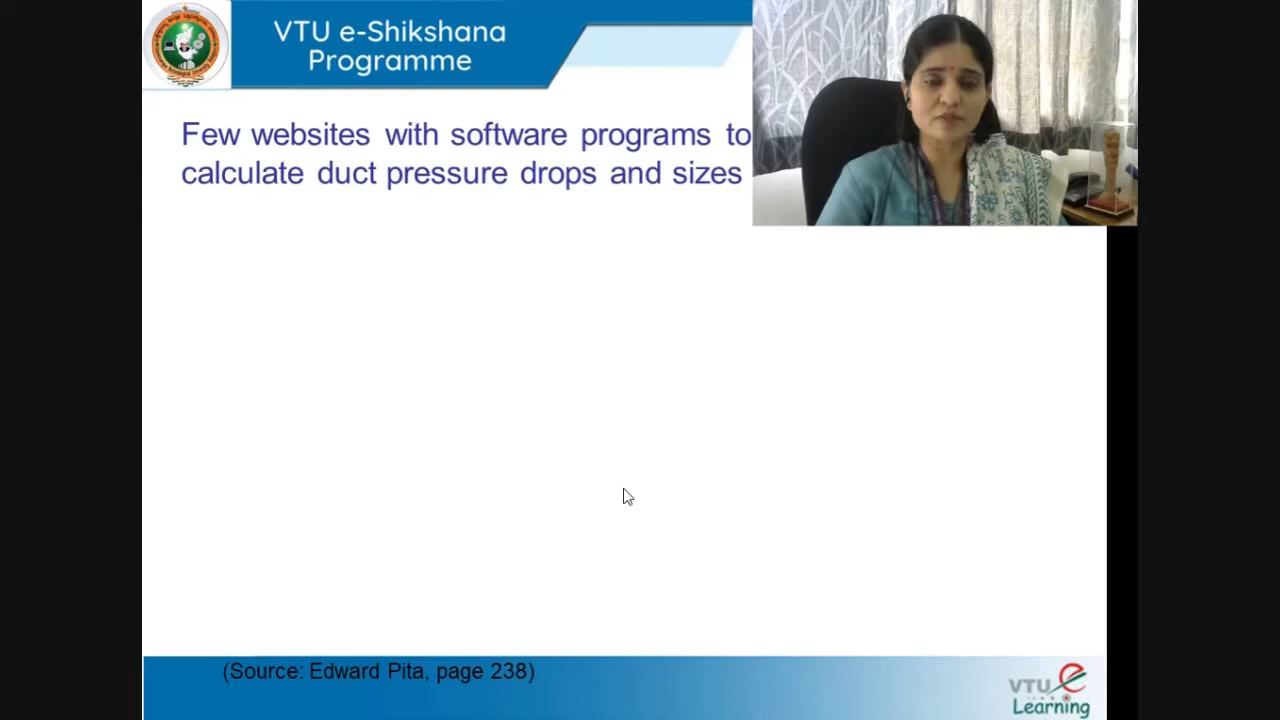 VTU e-Shikshana
Programme
Few websites with software programs to
calculate duct pressure drops and sizes
(Source: Edward Pita, page 238)
VTU e
Learning